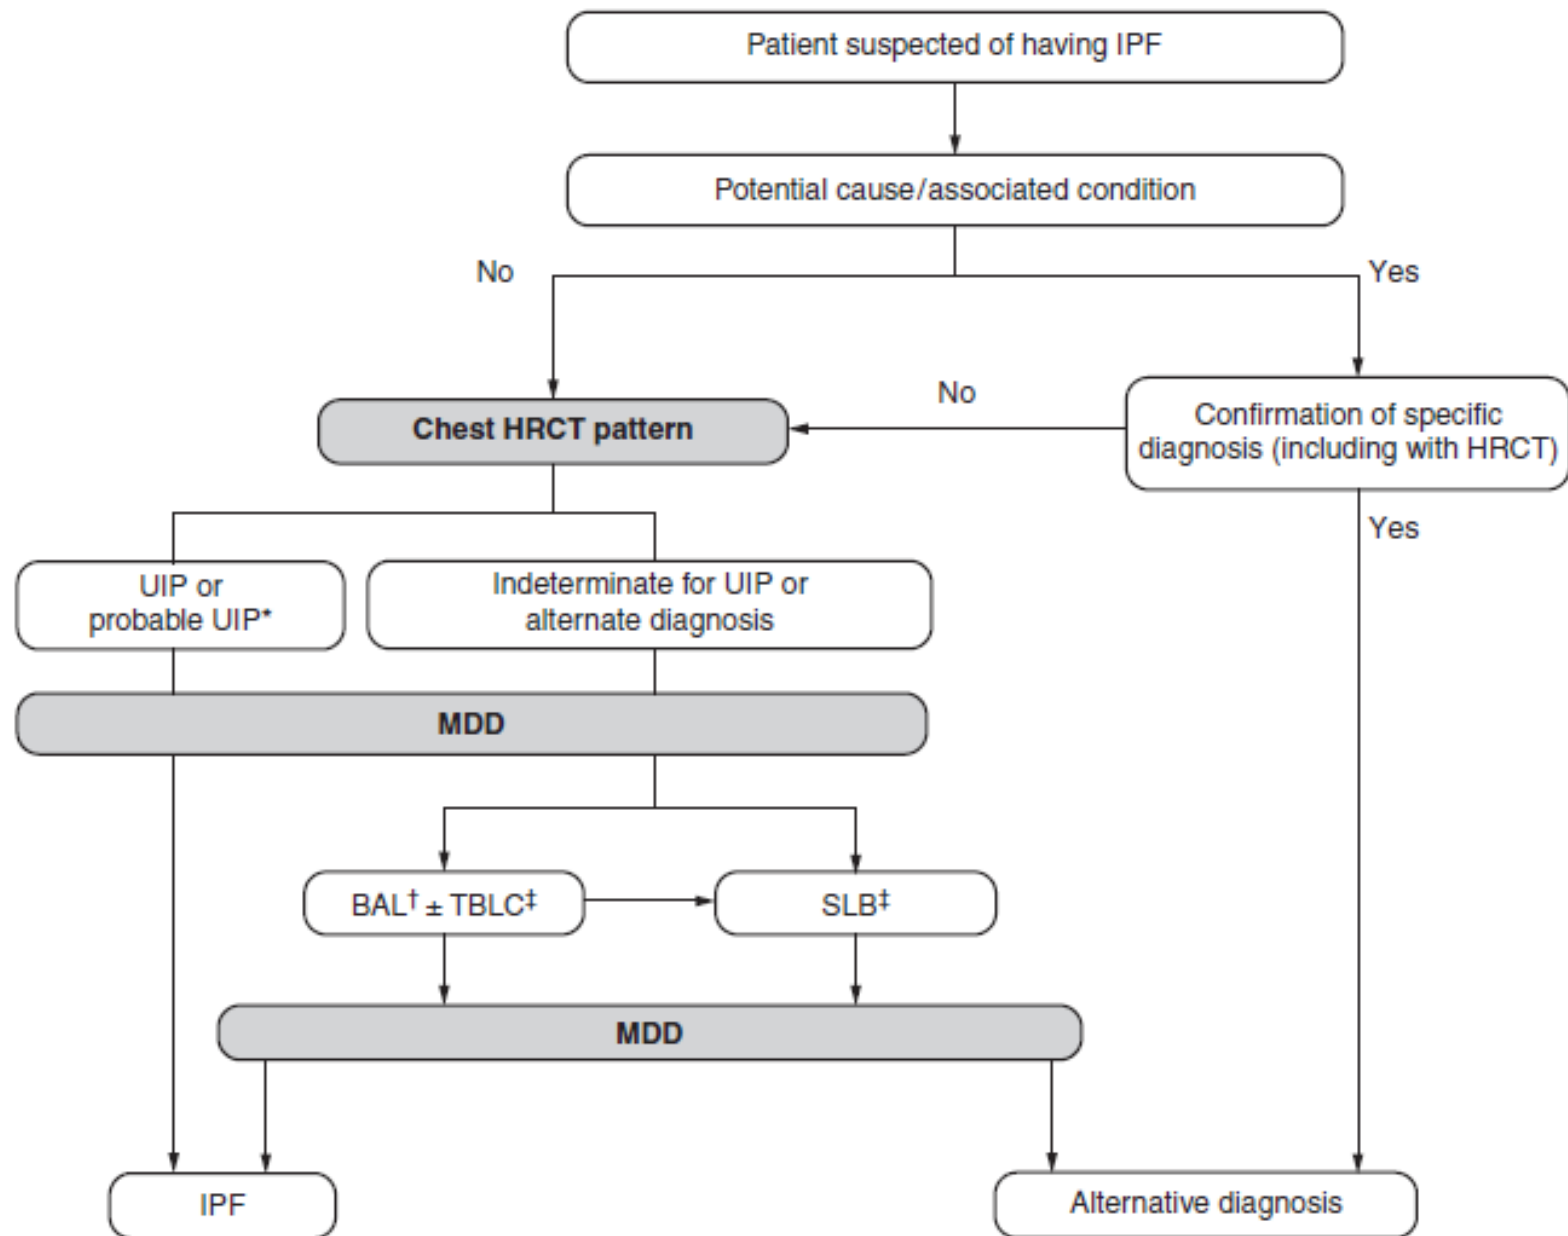 Patient suspected of having IPF
Potential cause/associated condition
No
Yes
No
Chest HRCT pattern
Confirmation of specific
diagnosis (including with HRCT)
Yes
UIP or
probable UIP*
Indeterminate for UIP or
alternate diagnosis
MDD
BAL† ± TBLC‡
SLB‡
MDD
IPF
Alternative diagnosis